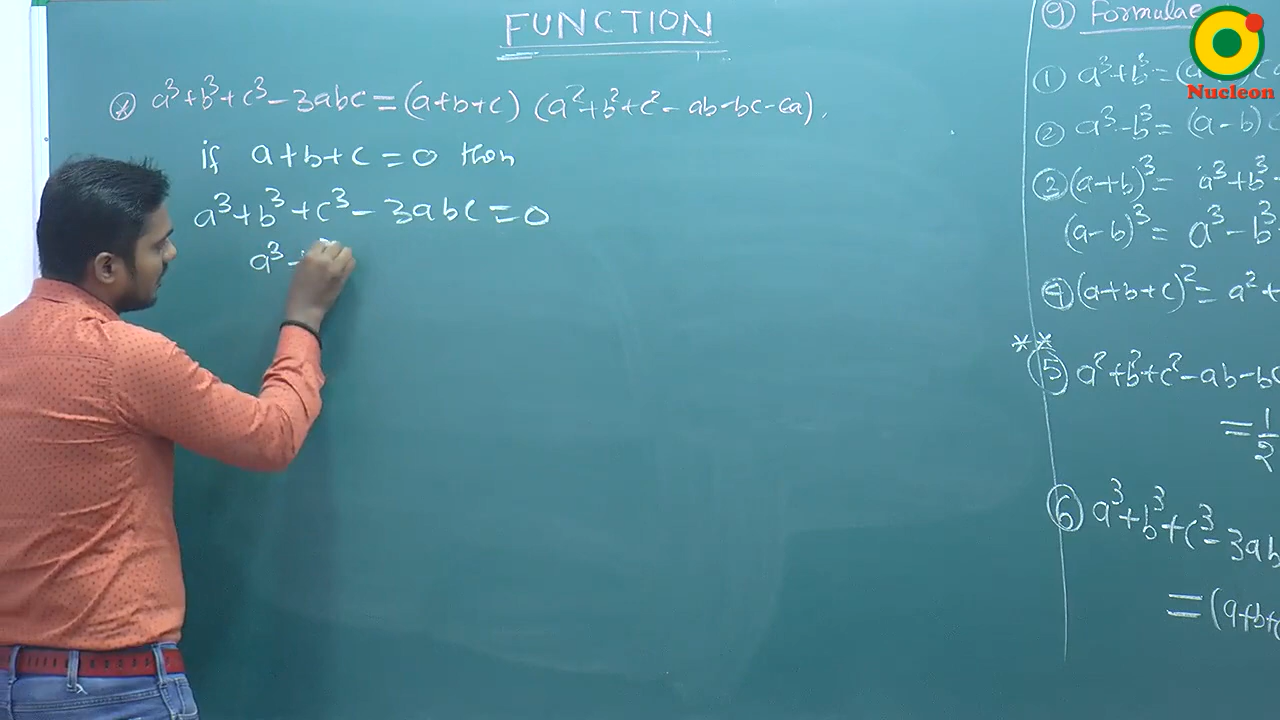 FUNCTION
* a³+b³+c³-3abc=(a+b+c) (a²+b²+c²-ab-bc-ca),
if a+b+c=0 then
a³+b³+c³-3abc=0
a³
9 Formulae
1 a³+b³=(a
2 a³-b³=(a-b)
3 (a+b)³= a³+b³
(a-b)³= a³-b³
4 (a+b+c)²= a²+
**
5 a²+b²+c²-ab-bc
=1/2
6 a³+b³+c³-3ab
=(a+b+c
Nucleon